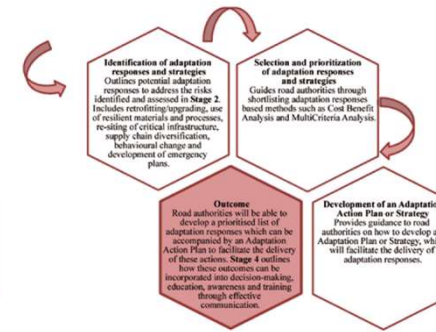 Identification of adaptation
responses and strategies
Outlines potential adaptation
responses to address the risks
identified and assessed in Stage 2.
Includes retrofitting/upgrading, use
of resilient materials and processes,
re-siting of critical infrastructure,
supply chain diversification,
behavioural change and
development of emergency
plans.
Selection and prioritization
of adaptation responses
and strategies
Guides road authorities through
shortlisting adaptation responses
based methods such as Cost Benefit
Analysis and MultiCriteria Analysis.
Outcome
Road authorities will be able to
develop a prioritised list of
adaptation responses which can be
accompanied by an Adaptation
Action Plan to facilitate the delivery
of these actions. Stage 4 outlines
how these outcomes can be
incorporated into decision-making,
education, awareness and training
through effective
communication.
Development of an Adaptatio
Action Plan or Strategy
Provides guidance to road
authorities on how to develop a
Adaptation Plan or Strategy, whi
will facilitate the delivery of
adaptation responses.